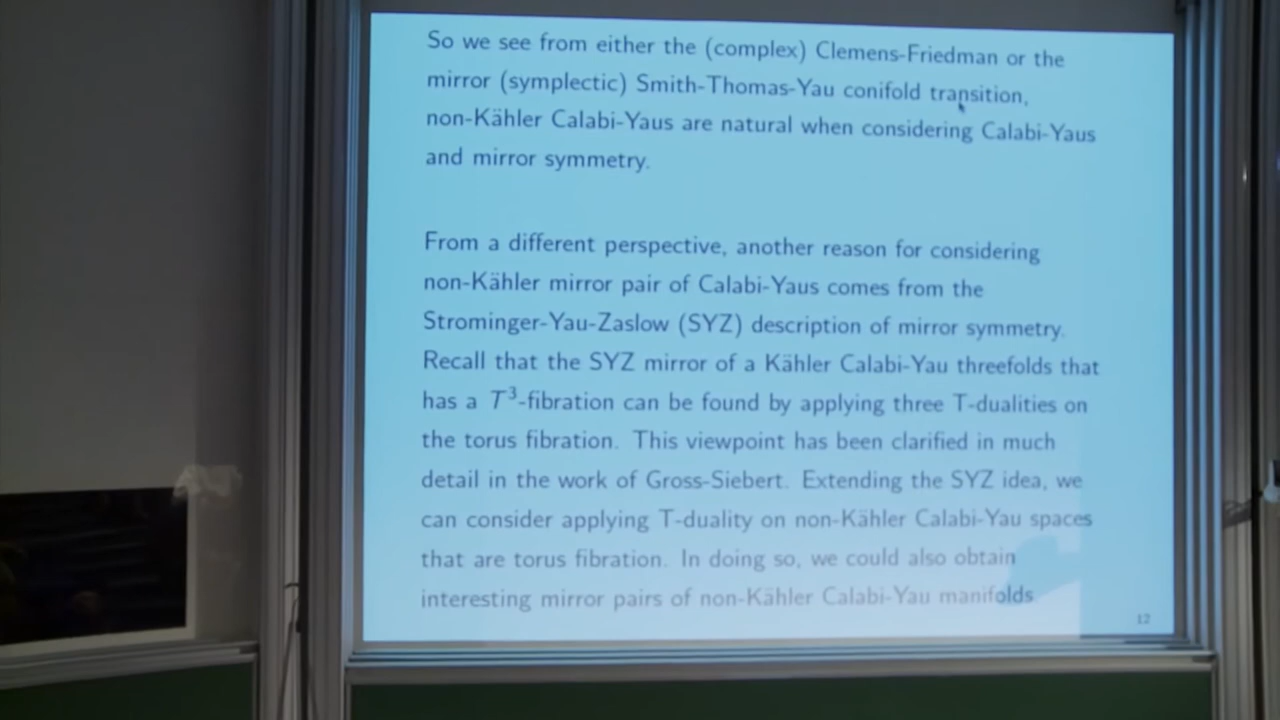 So we see from either the (complex) Clemens-Friedman or the
mirror (symplectic) Smith-Thomas-Yau conifold transition,
non-Kähler Calabi-Yaus are natural when considering Calabi-Yaus
and mirror symmetry.
From a different perspective, another reason for considering
non-Kähler mirror pair of Calabi-Yaus comes from the
Strominger-Yau-Zaslow (SYZ) description of mirror symmetry.
Recall that the SYZ mirror of a Kähler Calabi-Yau threefolds that
has a T³-fibration can be found by applying three T-dualities on
the torus fibration. This viewpoint has been clarified in much
detail in the work of Gross-Siebert. Extending the SYZ idea, we
can consider applying T-duality on non-Kähler Calabi-Yau spaces
that are torus fibration. In doing so, we could also obtain
interesting mirror pairs of non-Kähler Calabi-Yau manifolds
12